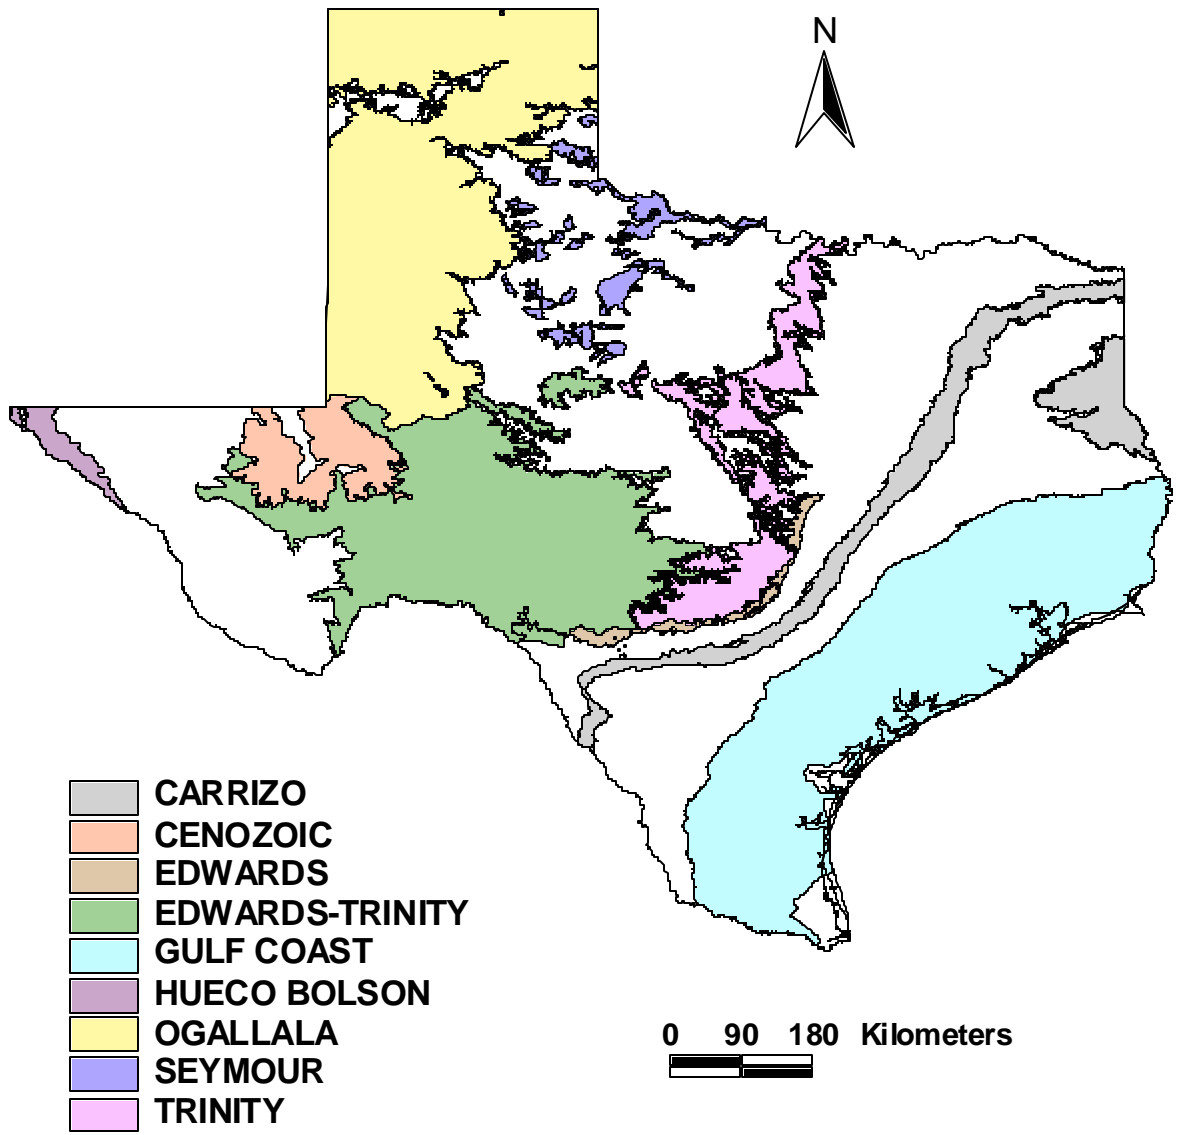 N
CARRIZO
CENOZOIC
EDWARDS
EDWARDS-TRINITY
GULF COAST
HUECO BOLSON
OGALLALA
SEYMOUR
TRINITY
0 90 180 Kilometers